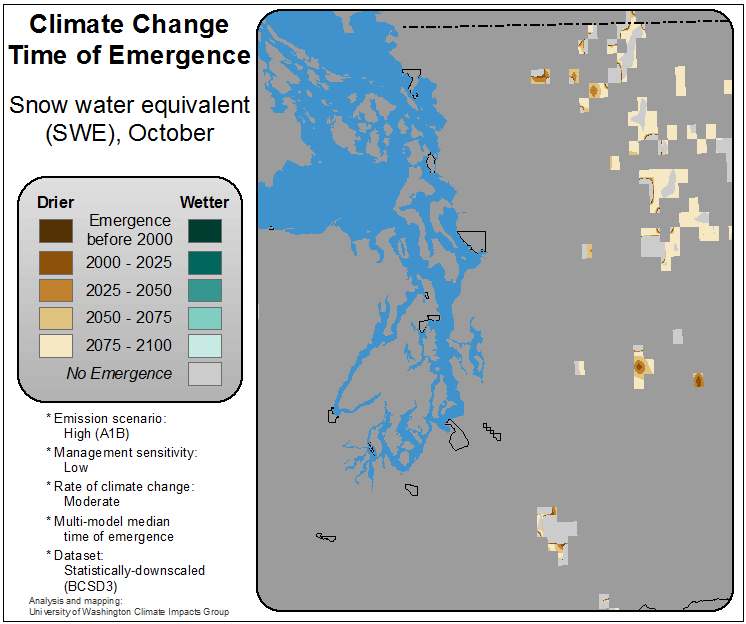 Climate Change
Time of Emergence
Snow water equivalent
(SWE), October
Drier Wetter
Emergence
before 2000
2000 - 2025
2025 - 2050
2050 - 2075
2075 - 2100
No Emergence
* Emission scenario:
High (A1B)
* Management sensitivity:
Low
* Rate of climate change:
Moderate
* Multi-model median
time of emergence
* Dataset:
Statistically-downscaled
(BCSD3)
Analysis and mapping:
University of Washington Climate Impacts Group